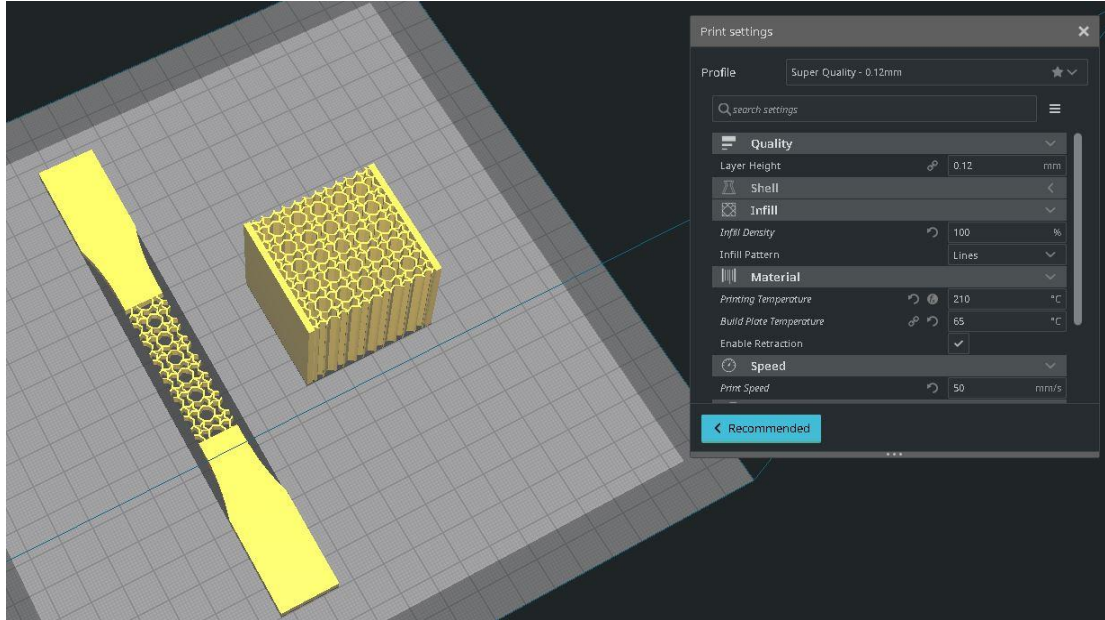 Print settings
Profile Super Quality - 0.12mm
search settings
Quality
Layer Height 0.12 mm
Shell
Infill
Infill Density 100 %
Infill Pattern Lines
Material
Printing Temperature 210 °C
Build Plate Temperature 65 °C
Enable Retraction
Speed
Print Speed 50 mm/s
Recommended